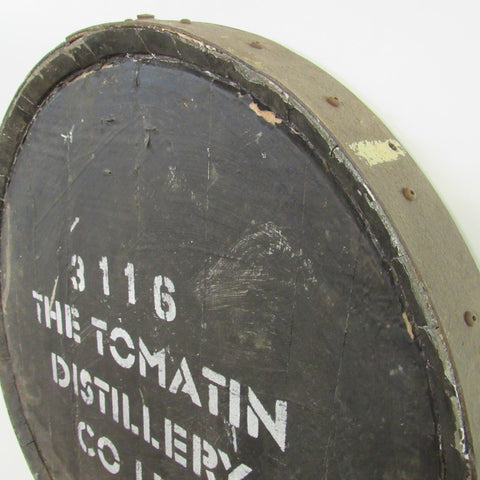 3116
THE TOMATIN
DISTILLERY
CO